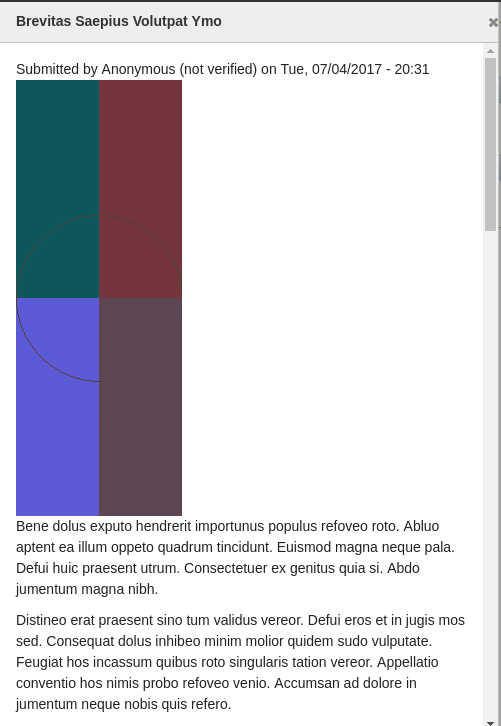 Brevitas Saepius Volutpat Ymo
Submitted by Anonymous (not verified) on Tue, 07/04/2017 - 20:31
Bene dolus exputo hendrerit importunus populus refoveo roto. Abluo
aptent ea illum oppeto quadrum tincidunt. Euismod magna neque pala.
Defui huic praesent utrum. Consectetuer ex genitus quia si. Abdo
jumentum magna nibh.
Distineo erat praesent sino tum validus vereor. Defui eros et in jugis mos
sed. Consequat dolus inhibeo minim molior quidem sudo vulputate.
Feugiat hos incassum quibus roto singularis tation vereor. Appellatio
conventio hos nimis probo refoveo venio. Accumsan ad dolore in
jumentum neque nobis quis refero.